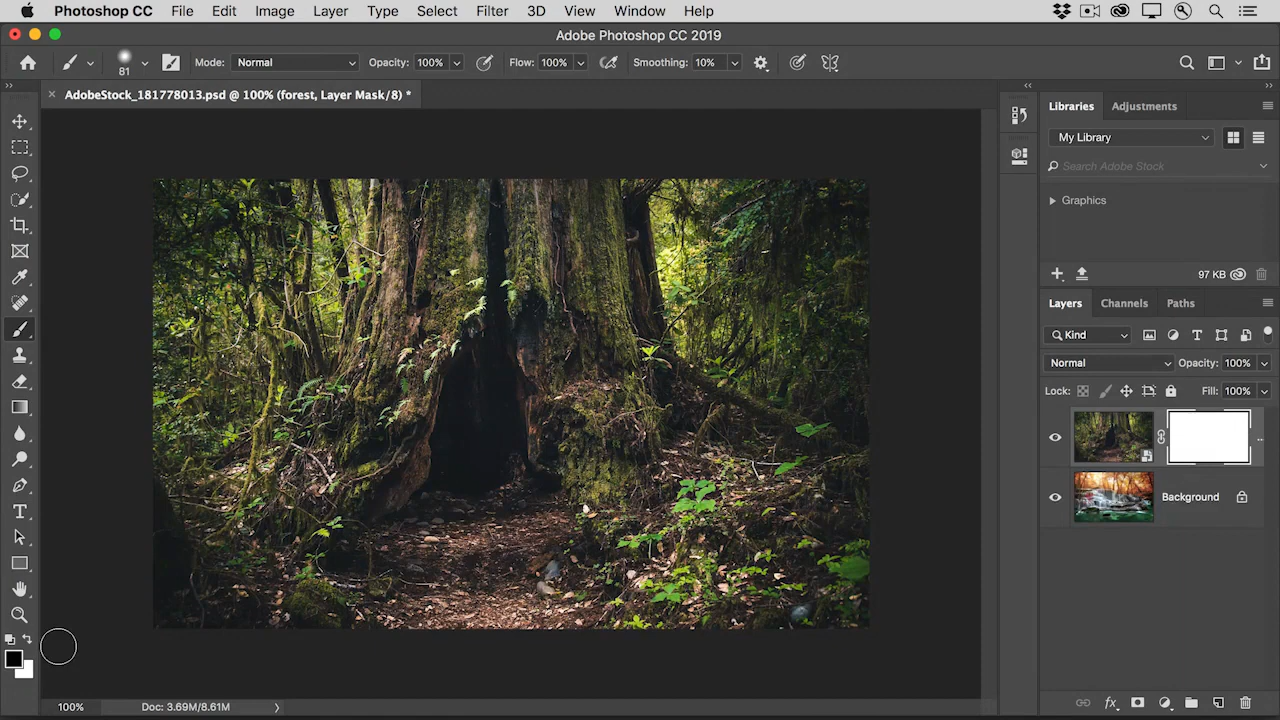 Photoshop CC File Edit Image Layer Type Select Filter 3D View Window Help
Adobe Photoshop CC 2019
81 Mode: Normal Opacity: 100% Flow: 100% Smoothing: 10%
AdobeStock_181778013.psd @ 100% (forest, Layer Mask/8) *
Libraries Adjustments
My Library
Search Adobe Stock
Graphics
97 KB
Layers Channels Paths
Kind
Normal Opacity: 100%
Lock: Fill: 100%
Background
100% Doc: 3.69M/8.61M